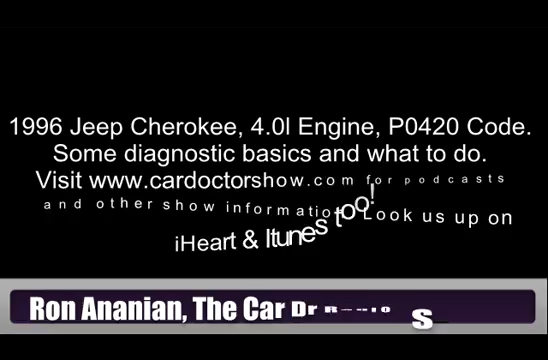 1996 Jeep Cherokee, 4.0l Engine, P0420 Code.
Some diagnostic basics and what to do.
Visit www.cardoctorshow.com for podcasts
and other show information too! Look us up on
iHeart & Itunes
Ron Ananian, The Car Dr